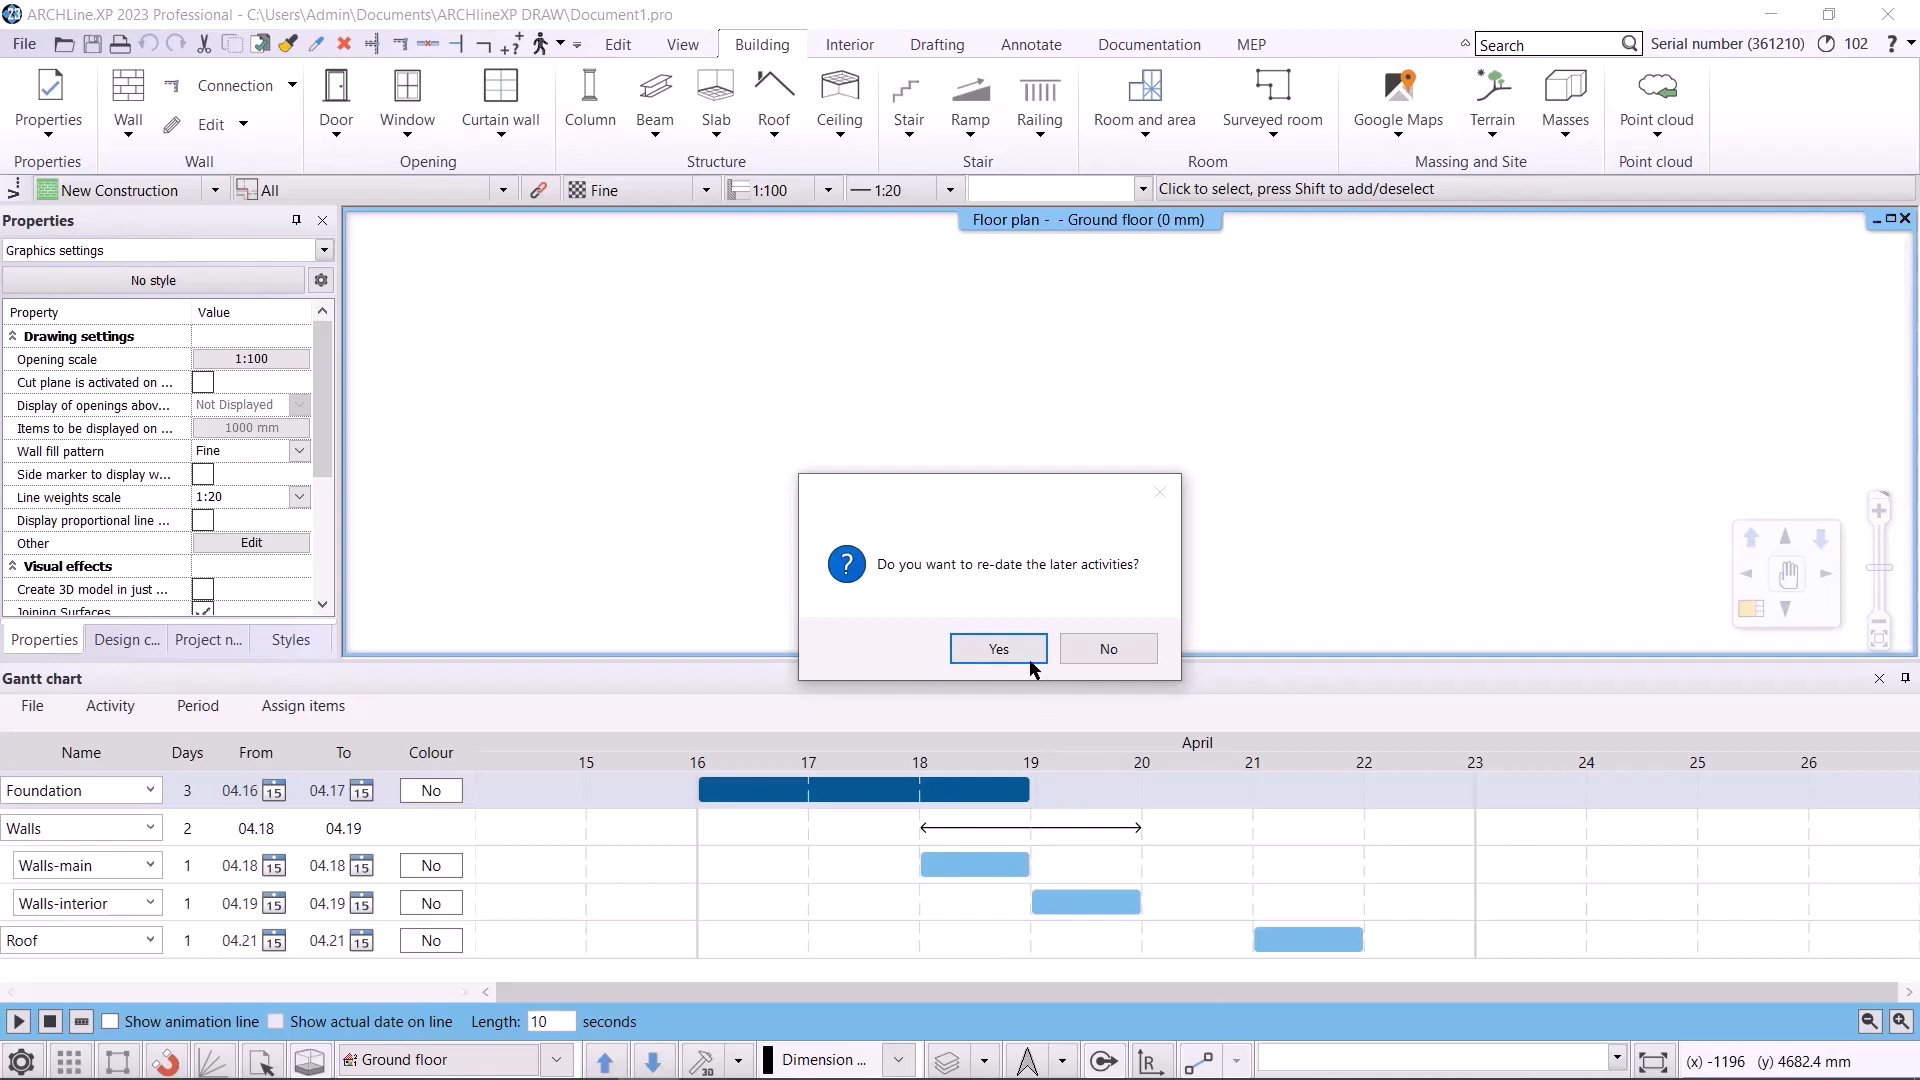 ARCHLine.XP 2023 Professional - C:\Users\Admin\Documents\ARCHlineXP DRAW\Document1.pro
File Edit View Building Interior Drafting Annotate Documentation MEP Search Serial number (361210) 102 ?
Connection
Edit
Properties Wall Door Window Curtain wall Column Beam Slab Roof Ceiling Stair Ramp Railing Room and area Surveyed room Google Maps Terrain Masses Point cloud
Properties Wall Opening Structure Stair Room Massing and Site Point cloud
New Construction All Fine 1:100 1:20 Click to select, press Shift to add/deselect
Properties
Floor plan - - Ground floor (0 mm)
Graphics settings
No style
Property Value
Drawing settings
Opening scale 1:100
Cut plane is activated on ...
Display of openings abov... Not Displayed
Items to be displayed on ... 1000 mm
Wall fill pattern Fine
Side marker to display w...
Line weights scale 1:20
Display proportional line ...
Other Edit
Visual effects
Create 3D model in just ...
Joining Surfaces
Properties Design c... Project n... Styles
Do you want to re-date the later activities?
Yes No
Gantt chart
File Activity Period Assign items
April
Name Days From To Colour
15 16 17 18 19 20 21 22 23 24 25 26
Foundation 3 04.16 15 04.17 15 No
Walls 2 04.18 04.19
Walls-main 1 04.18 15 04.18 15 No
Walls-interior 1 04.19 15 04.19 15 No
Roof 1 04.21 15 04.21 15 No
Show animation line Show actual date on line Length: 10 seconds
Ground floor 3D Dimension ... R (x) -1196 (y) 4682.4 mm